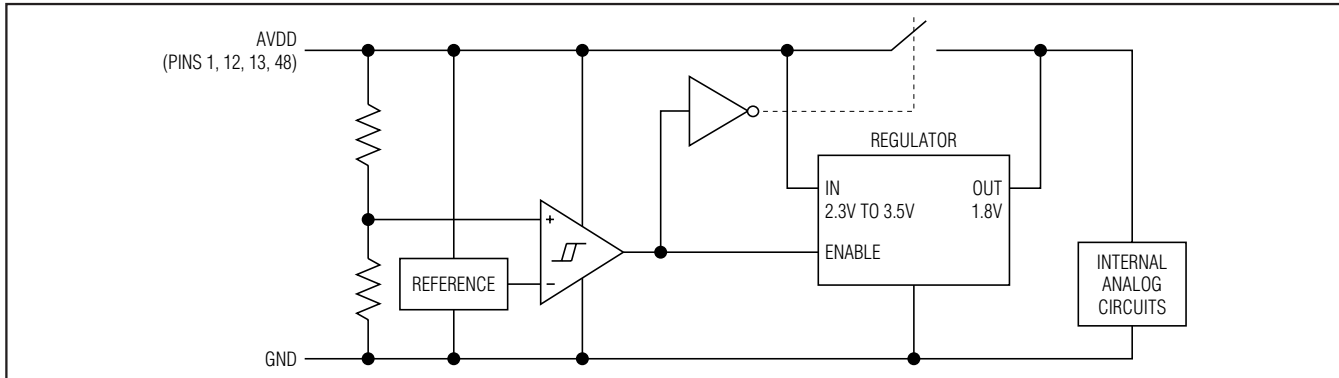 AVDD
(PINS 1, 12, 13, 48)
REGULATOR
IN
2.3V TO 3.5V
OUT
1.8V
+
ENABLE
REFERENCE
−
INTERNAL
ANALOG
CIRCUITS
GND